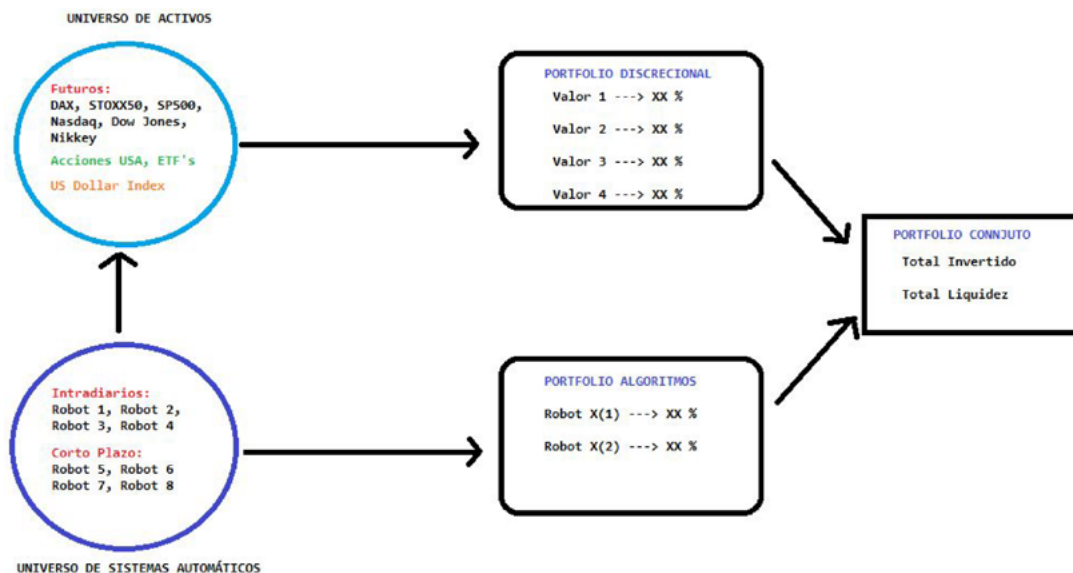 UNIVERSO DE ACTIVOS
Futuros:
DAX, STOXX50, SP500,
Nasdaq, Dow Jones,
Nikkey
Acciones USA, ETF's
US Dollar Index
PORTFOLIO DISCRECIONAL
Valor 1 ---> XX %
Valor 2 ---> XX %
Valor 3 ---> XX %
Valor 4 ---> XX %
PORTFOLIO CONNJUTO
Total Invertido
Total Liquidez
Intradiarios:
Robot 1, Robot 2,
Robot 3, Robot 4
Corto Plazo:
Robot 5, Robot 6
Robot 7, Robot 8
PORTFOLIO ALGORITMOS
Robot X(1) ---> XX %
Robot X(2) ---> XX %
UNIVERSO DE SISTEMAS AUTOMÁTICOS